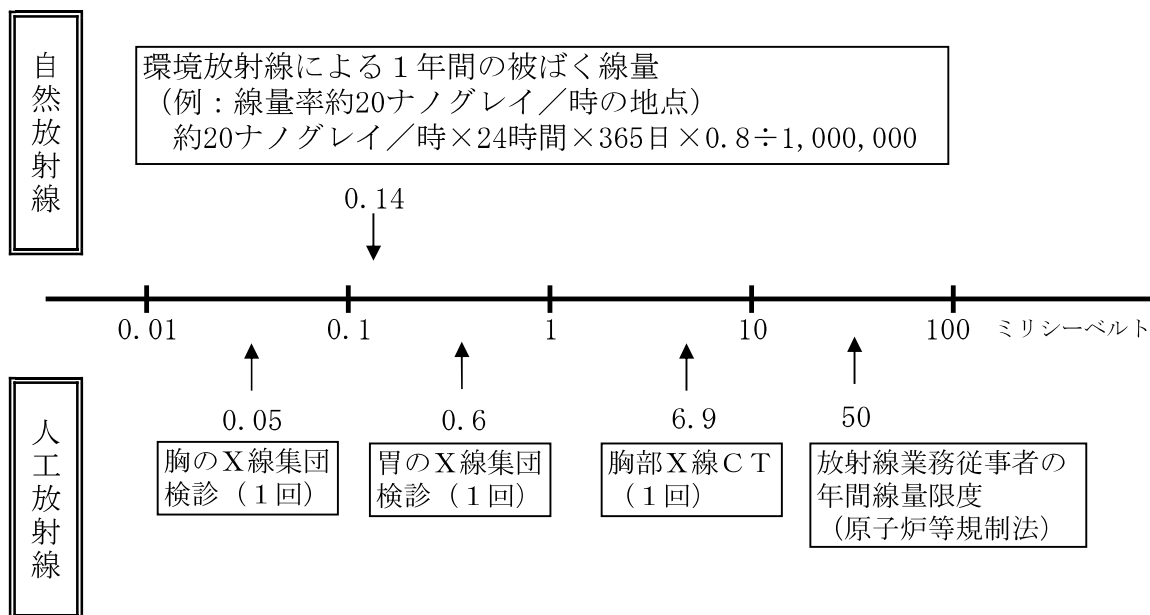 自然放射線
環境放射線による１年間の被ばく線量
（例：線量率約20ナノグレイ／時の地点）
約20ナノグレイ／時×24時間×365日×0.8÷1,000,000
0.14
0.01 0.1 1 10 100 ミリシーベルト
人工放射線
0.05
胸のＸ線集団
検診（１回）
0.6
胃のＸ線集団
検診（１回）
6.9
胸部Ｘ線ＣＴ
（１回）
50
放射線業務従事者の
年間線量限度
（原子炉等規制法）